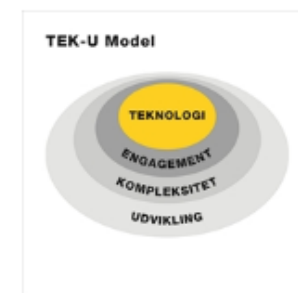 TEK-U Model
TEKNOLOGI
ENGAGEMENT
KOMPLEKSITET
UDVIKLING